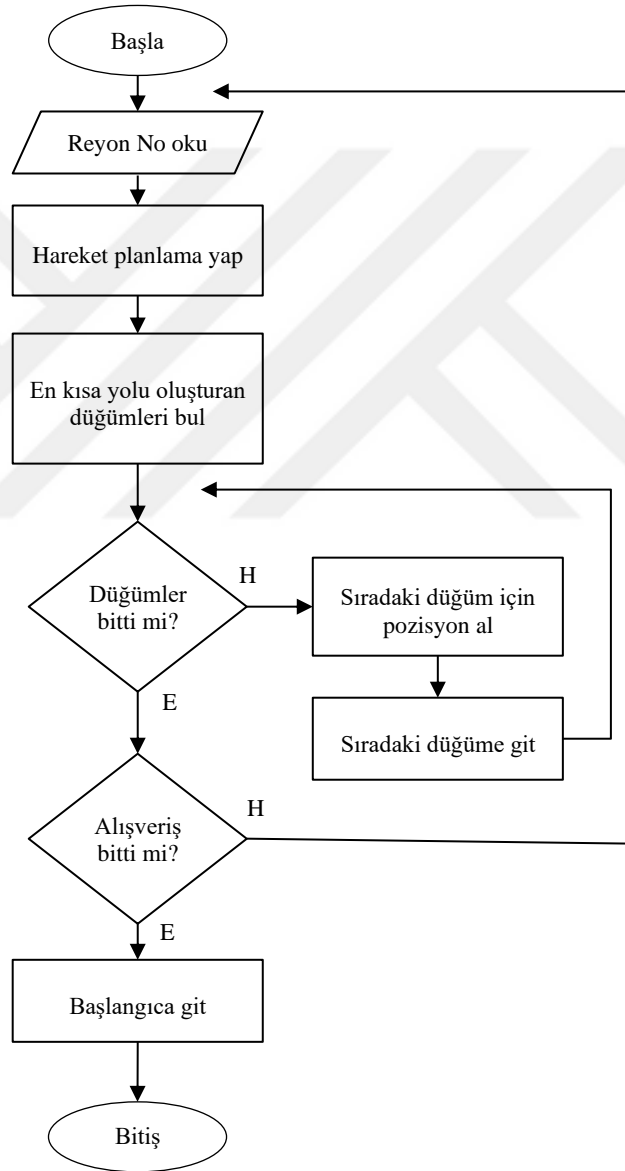 Başla
Reyon No oku
Hareket planlama yap
En kısa yolu oluşturan
düğümleri bul
Düğümler
bitti mi?
H
Sıradaki düğüm için
pozisyon al
E
Sıradaki düğüme git
Alışveriş
bitti mi?
H
E
Başlangıca git
Bitiş